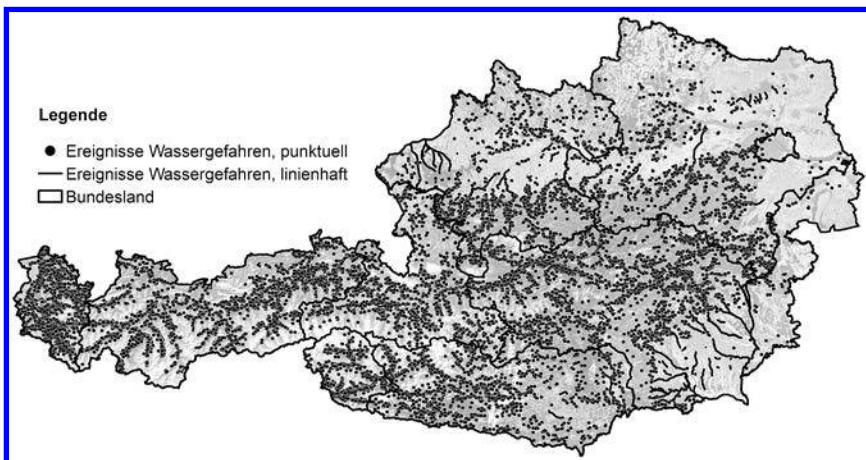 Legende
Ereignisse Wassergefahren, punktuell
Ereignisse Wassergefahren, linienhaft
Bundesland